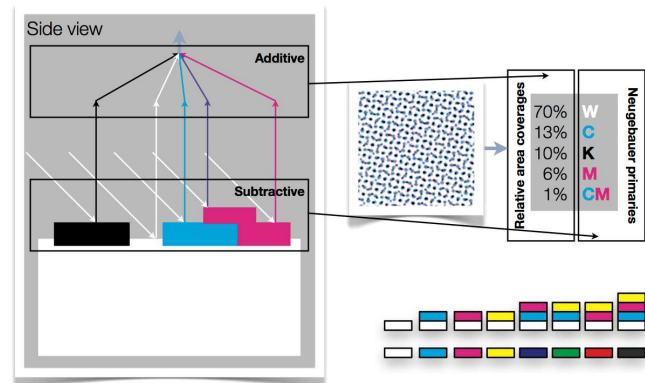 Side view
Additive
Subtractive
Relative area coverages
70% W
13% C
10% K
6% M
1% CM
Neugebauer primaries